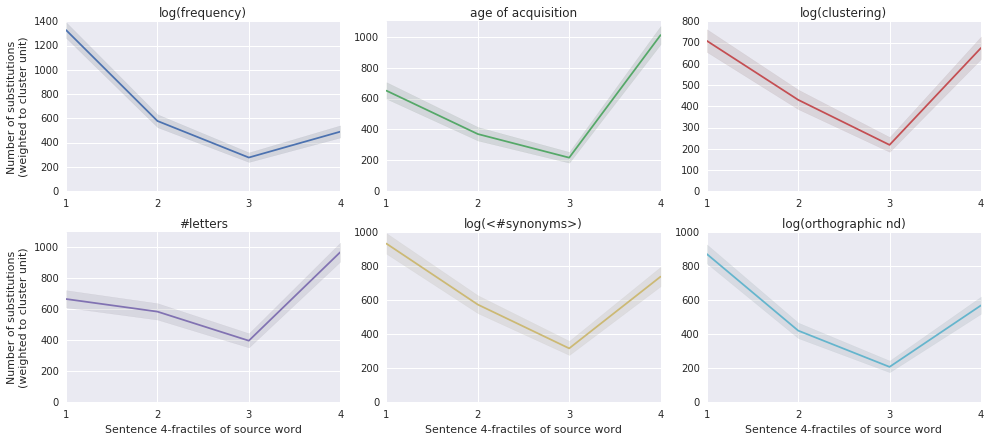 log(frequency)
1400
1200
1000
800
600
400
200
0
1 2 3 4
Number of substitutions
(weighted to cluster unit)
age of acquisition
1000
800
600
400
200
0
1 2 3 4
log(clustering)
800
700
600
500
400
300
200
100
0
1 2 3 4
#letters
1000
800
600
400
200
0
1 2 3 4
Number of substitutions
(weighted to cluster unit)
Sentence 4-fractiles of source word
log(<#synonyms>)
1000
800
600
400
200
0
1 2 3 4
Sentence 4-fractiles of source word
log(orthographic nd)
1000
800
600
400
200
0
1 2 3 4
Sentence 4-fractiles of source word